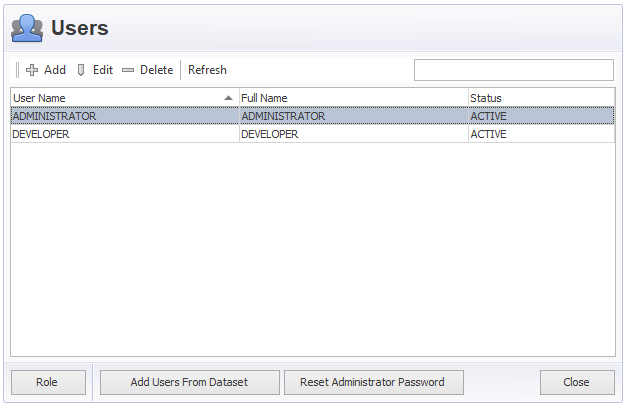 Users
Add Edit Delete Refresh
User Name Full Name Status
ADMINISTRATOR ADMINISTRATOR ACTIVE
DEVELOPER DEVELOPER ACTIVE
Role Add Users From Dataset Reset Administrator Password Close